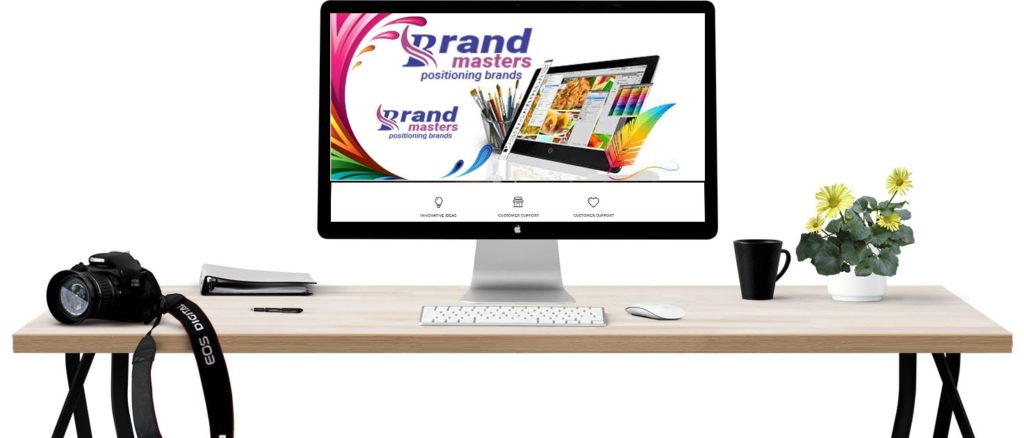 Brand
masters
positioning brands
Brand
masters
positioning brands
INNOVATIVE IDEAS
CUSTOMER SUPPORT
CUSTOMER SUPPORT
EOS DIGITAL